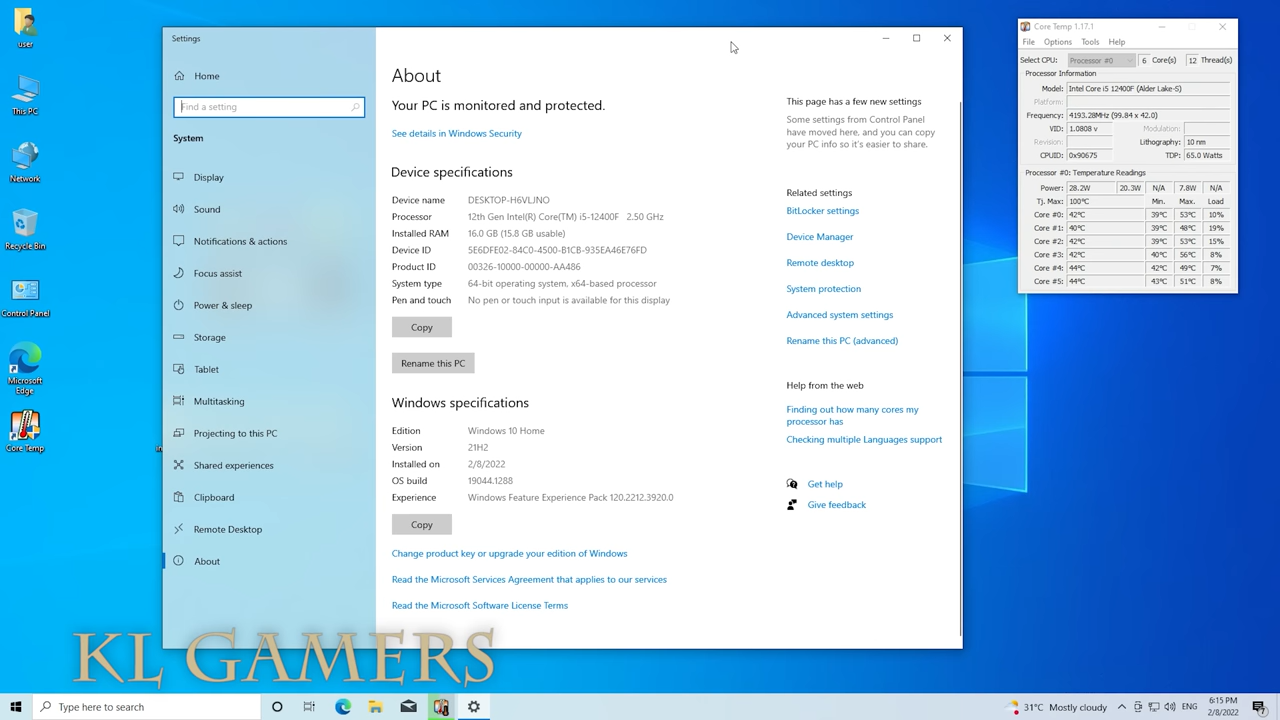 user
This PC
Network
Recycle Bin
Control Panel
Microsoft
Edge
Core Temp
Settings
Home
Find a setting
System
Display
Sound
Notifications & actions
Focus assist
Power & sleep
Storage
Tablet
Multitasking
Projecting to this PC
Shared experiences
Clipboard
Remote Desktop
About
About
Your PC is monitored and protected.
See details in Windows Security
Device specifications
Device name DESKTOP-H6VLJNO
Processor 12th Gen Intel(R) Core(TM) i5-12400F 2.50 GHz
Installed RAM 16.0 GB (15.8 GB usable)
Device ID 5E6DFE02-84C0-4500-B1CB-935EA46E76FD
Product ID 00326-10000-00000-AA486
System type 64-bit operating system, x64-based processor
Pen and touch No pen or touch input is available for this display
Copy
Rename this PC
Windows specifications
Edition Windows 10 Home
Version 21H2
Installed on 2/8/2022
OS build 19044.1288
Experience Windows Feature Experience Pack 120.2212.3920.0
Copy
Change product key or upgrade your edition of Windows
Read the Microsoft Services Agreement that applies to our services
Read the Microsoft Software License Terms
This page has a few new settings
Some settings from Control Panel
have moved here, and you can copy
your PC info so it's easier to share.
Related settings
BitLocker settings
Device Manager
Remote desktop
System protection
Advanced system settings
Rename this PC (advanced)
Help from the web
Finding out how many cores my
processor has
Checking multiple Languages support
Get help
Give feedback
Core Temp 1.17.1
File Options Tools Help
Select CPU: Processor #0 6 Core(s) 12 Thread(s)
Processor Information
Model: Intel Core i5 12400F (Alder Lake-S)
Platform:
Frequency: 4193.28MHz (99.84 x 42.0)
VID: 1.0808 v Modulation:
Revision: Lithography: 10 nm
CPUID: 0x90675 TDP: 65.0 Watts
Processor #0: Temperature Readings
Power: 28.2W 20.3W N/A 7.8W N/A
Tj. Max: 100°C Min. Max. Load
Core #0: 42°C 39°C 53°C 10%
Core #1: 40°C 39°C 48°C 19%
Core #2: 42°C 39°C 53°C 15%
Core #3: 42°C 40°C 56°C 8%
Core #4: 44°C 42°C 49°C 7%
Core #5: 44°C 43°C 51°C 8%
KL GAMERS
Type here to search
31°C Mostly cloudy
6:15 PM
2/8/2022